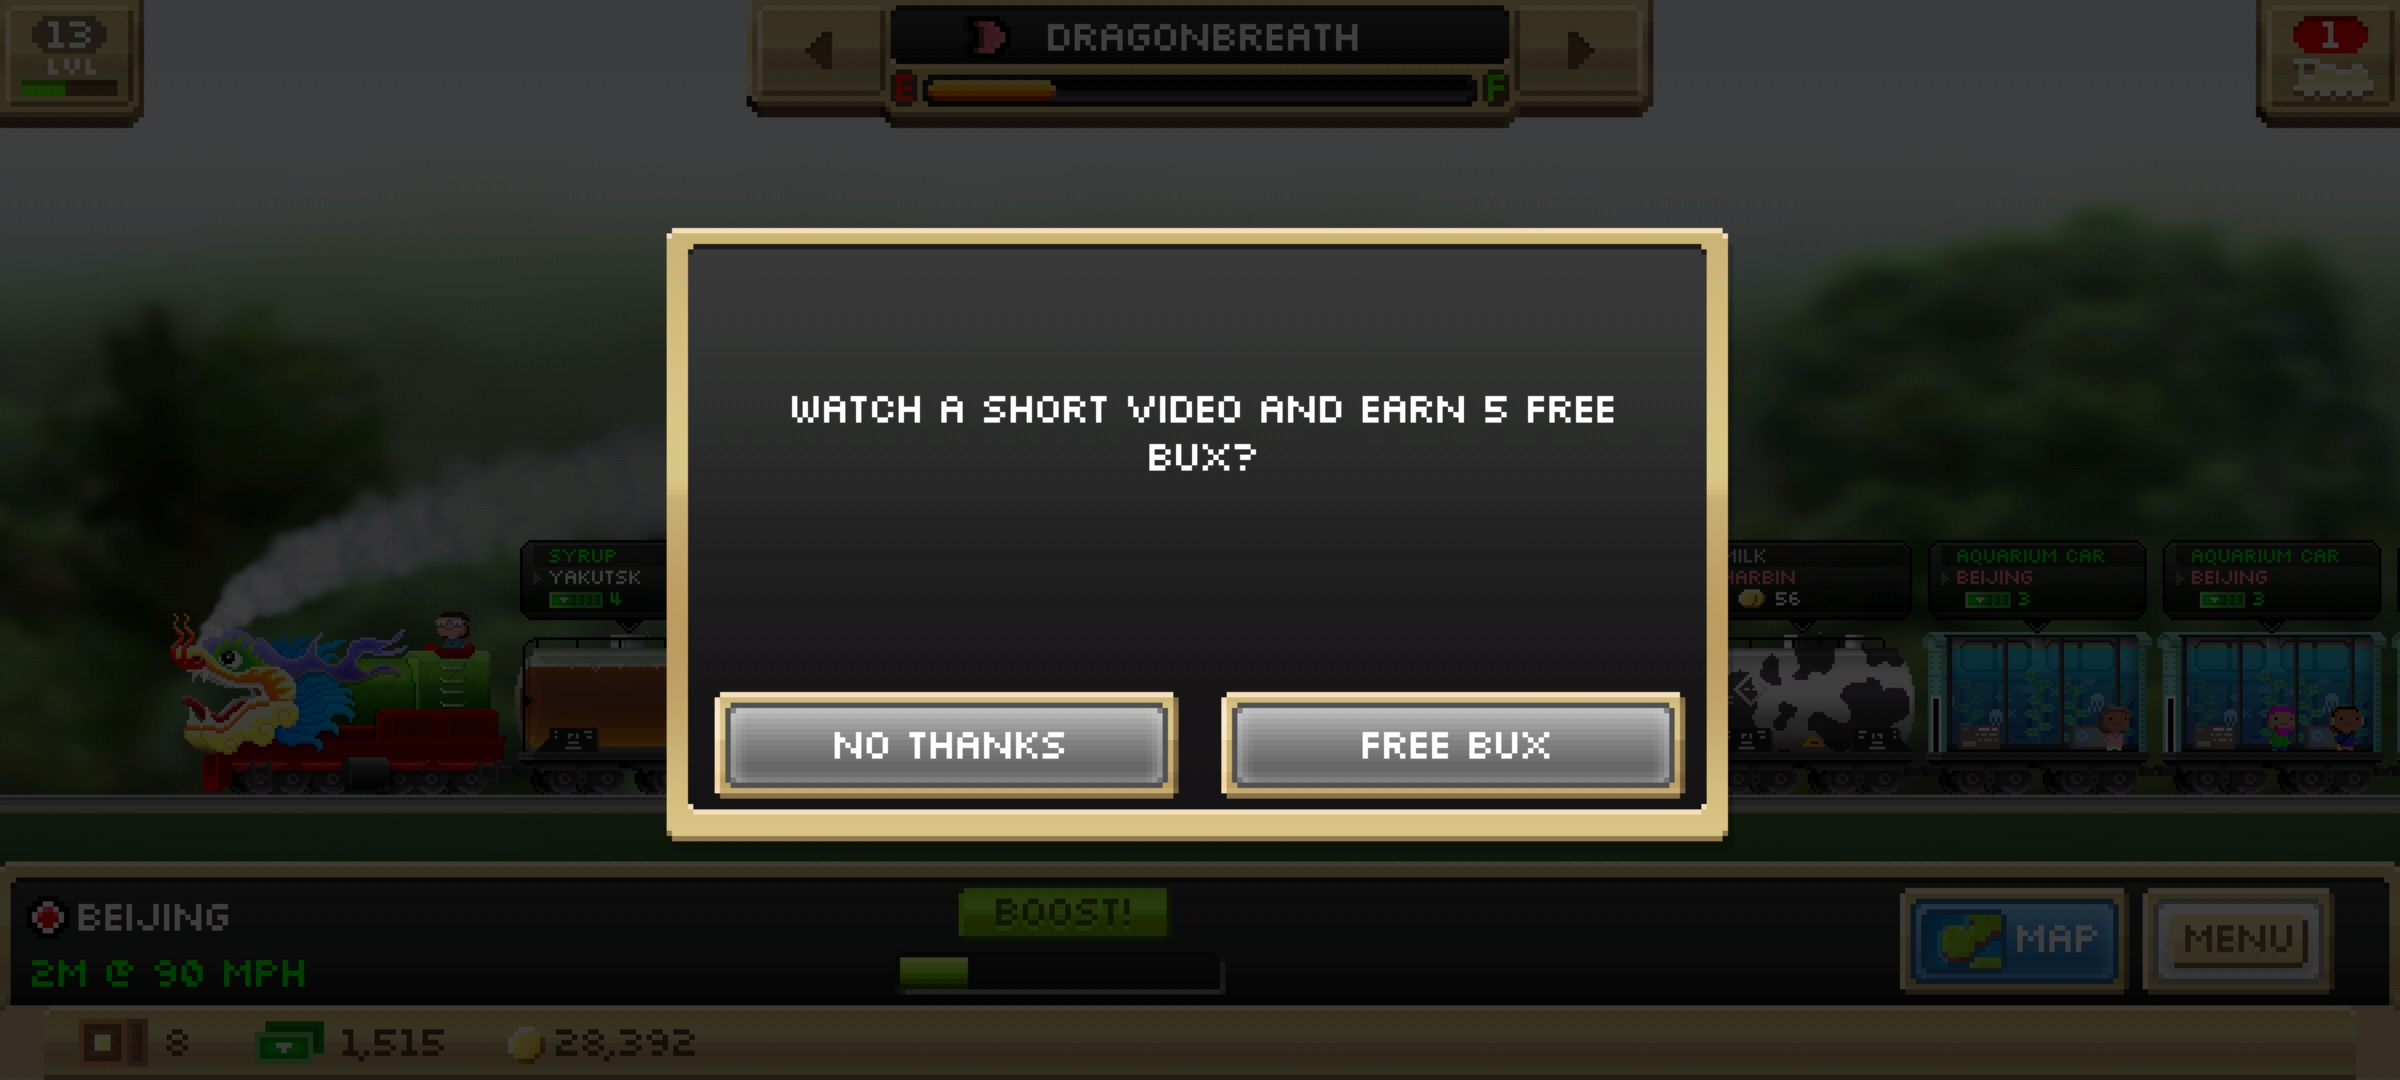 13
LVL
DRAGONBREATH
E F
1
WATCH A SHORT VIDEO AND EARN 5 FREE
BUX?
NO THANKS
FREE BUX
SYRUP
YAKUTSK
4
MILK
HARBIN
56
AQUARIUM CAR
BEIJING
3
AQUARIUM CAR
BEIJING
3
BEIJING
2M @ 90 MPH
BOOST!
MAP
MENU
8
1,515
28,392